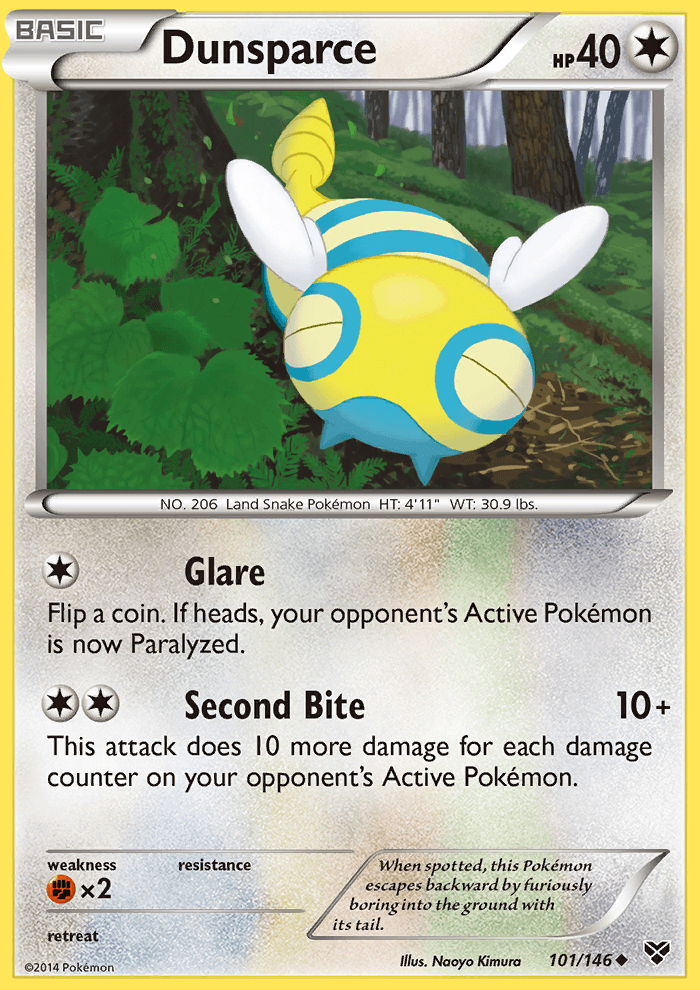 BASIC
Dunsparce
HP40
NO. 206 Land Snake Pokémon HT: 4'11" WT: 30.9 lbs.
Glare
Flip a coin. If heads, your opponent's Active Pokémon
is now Paralyzed.
Second Bite 10+
This attack does 10 more damage for each damage
counter on your opponent's Active Pokémon.
weakness resistance
×2
When spotted, this Pokémon
escapes backward by furiously
boring into the ground with
its tail.
retreat
©2014 Pokémon
Illus. Naoyo Kimura 101/146